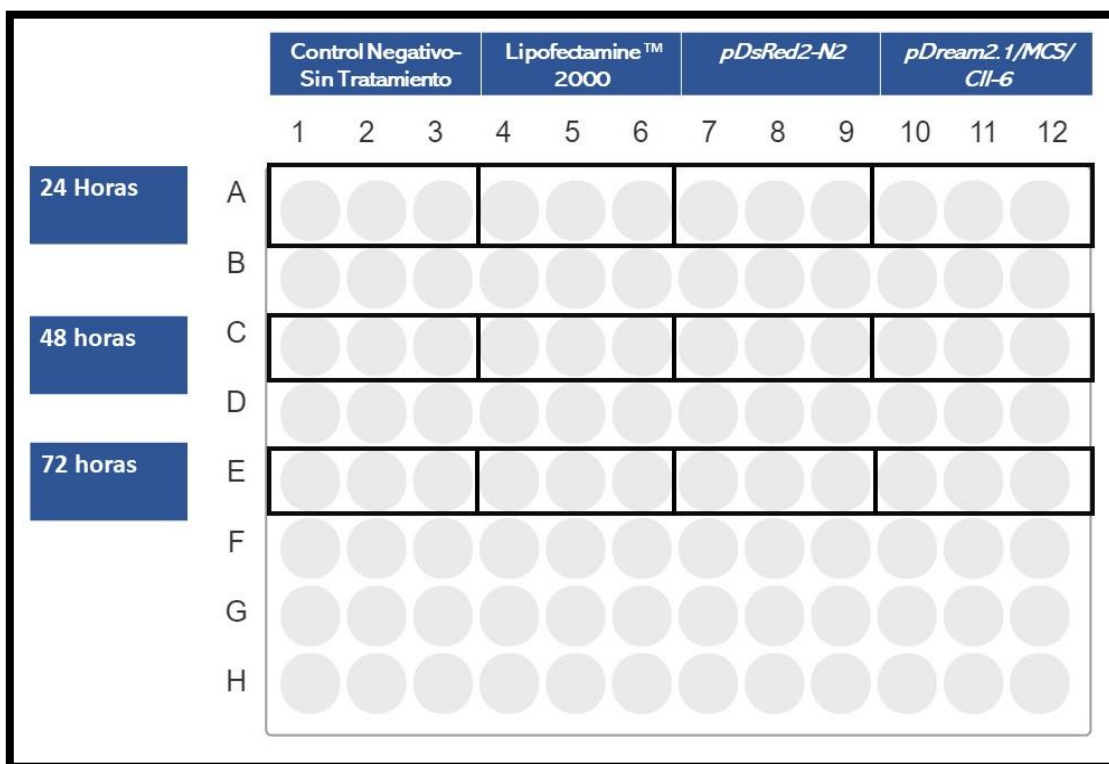 Control Negativo-
Sin Tratamiento
Lipofectamine™
2000
pDsRed2-N2
pDream2.1/MCS/
CII-6
1 2 3 4 5 6 7 8 9 10 11 12
24 Horas
A
B
48 horas
C
D
72 horas
E
F
G
H